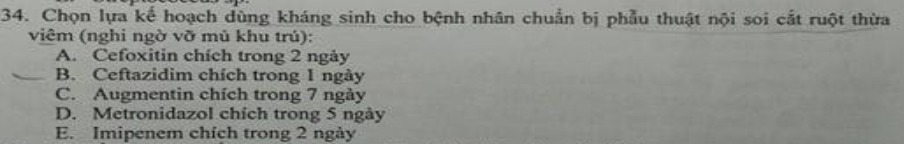 34. Chọn lựa kế hoạch dùng kháng sinh cho bệnh nhân chuẩn bị phẫu thuật nội soi cắt ruột thừa
viêm (nghi ngờ vỡ mủ khu trú):
A. Cefoxitin chích trong 2 ngày
B. Ceftazidim chích trong 1 ngày
C. Augmentin chích trong 7 ngày
D. Metronidazol chích trong 5 ngày
E. Imipenem chích trong 2 ngày